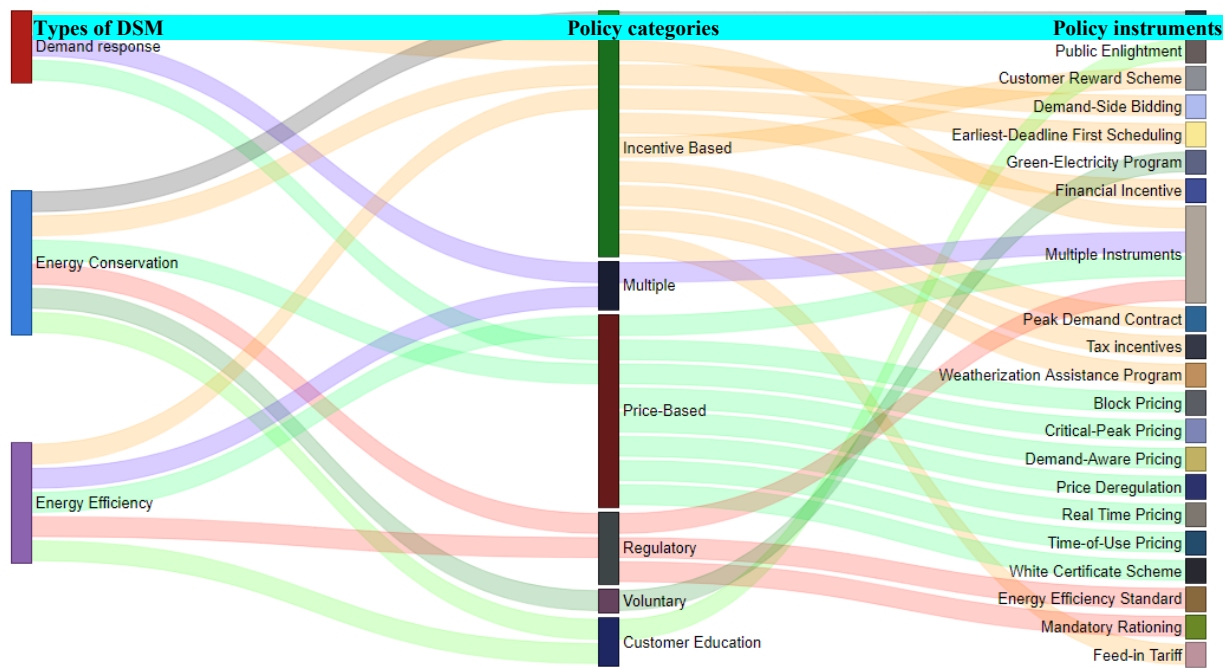 Types of DSM
Policy categories
Policy instruments
Demand response
Energy Conservation
Energy Efficiency
Incentive Based
Multiple
Price-Based
Regulatory
Voluntary
Customer Education
Public Enlightment
Customer Reward Scheme
Demand-Side Bidding
Earliest-Deadline First Scheduling
Green-Electricity Program
Financial Incentive
Multiple Instruments
Peak Demand Contract
Tax incentives
Weatherization Assistance Program
Block Pricing
Critical-Peak Pricing
Demand-Aware Pricing
Price Deregulation
Real Time Pricing
Time-of-Use Pricing
White Certificate Scheme
Energy Efficiency Standard
Mandatory Rationing
Feed-in Tariff